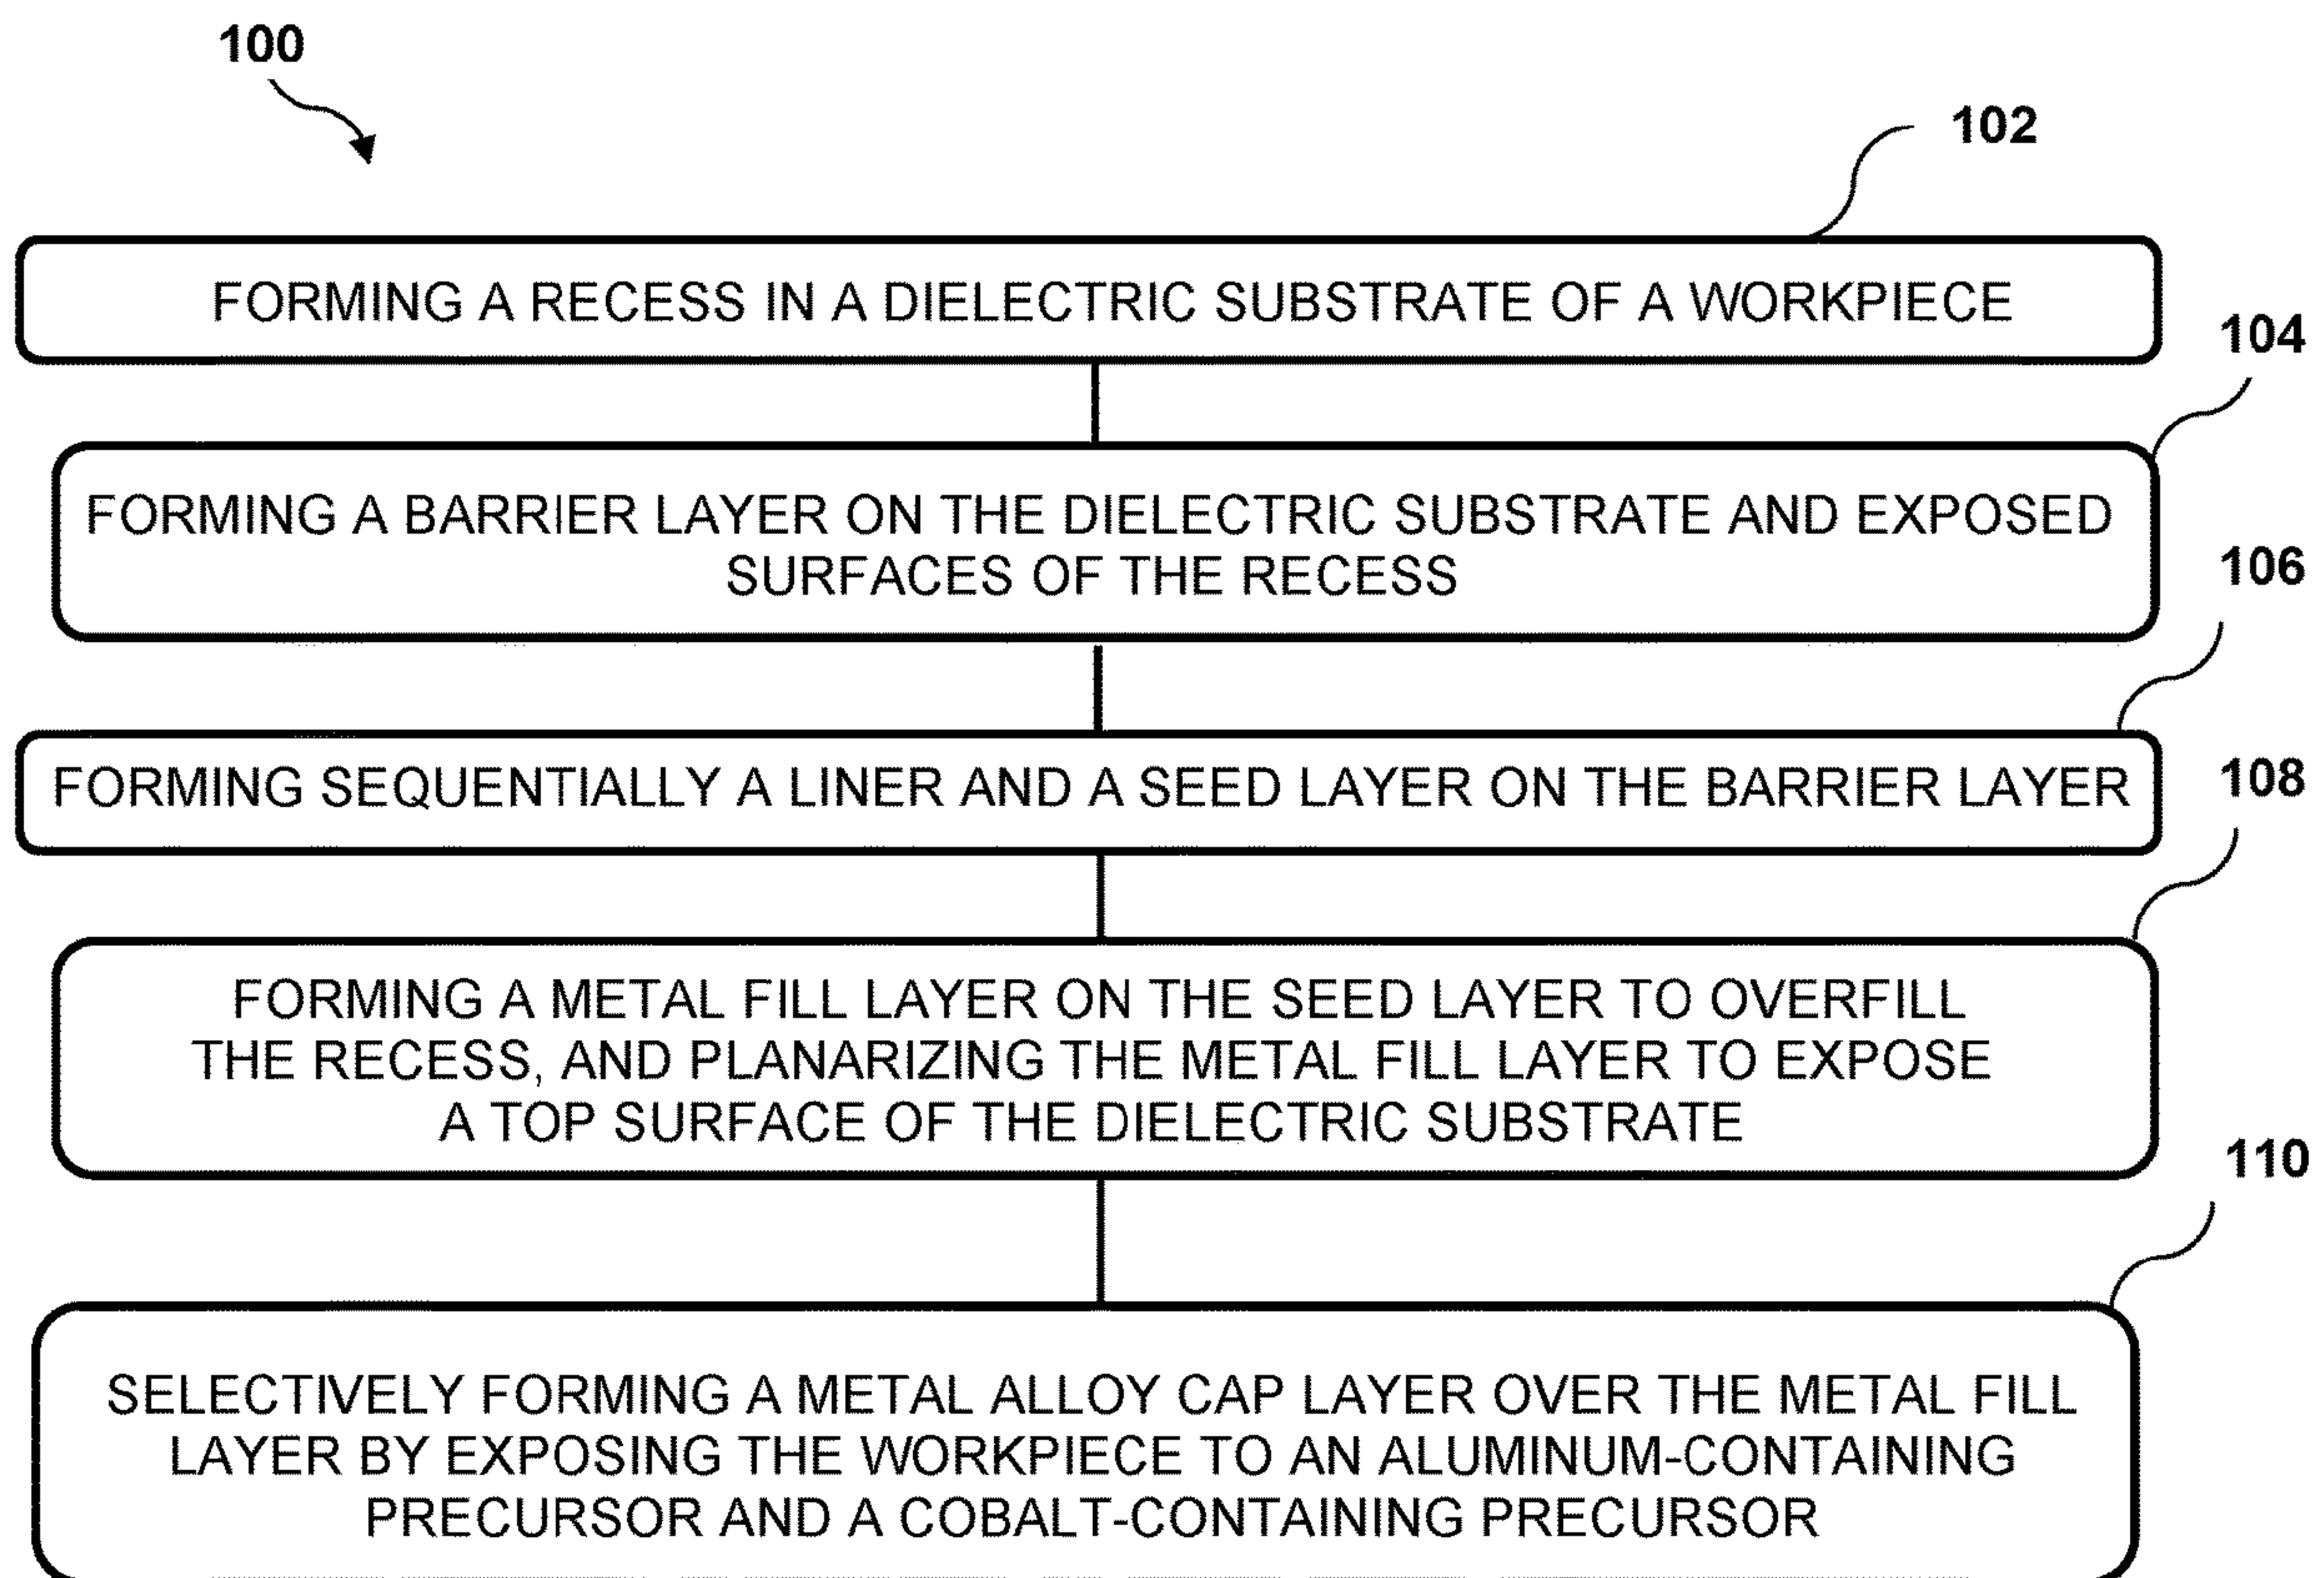 100
102
FORMING A RECESS IN A DIELECTRIC SUBSTRATE OF A WORKPIECE
104
FORMING A BARRIER LAYER ON THE DIELECTRIC SUBSTRATE AND EXPOSED
SURFACES OF THE RECESS
106
FORMING SEQUENTIALLY A LINER AND A SEED LAYER ON THE BARRIER LAYER
108
FORMING A METAL FILL LAYER ON THE SEED LAYER TO OVERFILL
THE RECESS, AND PLANARIZING THE METAL FILL LAYER TO EXPOSE
A TOP SURFACE OF THE DIELECTRIC SUBSTRATE
110
SELECTIVELY FORMING A METAL ALLOY CAP LAYER OVER THE METAL FILL
LAYER BY EXPOSING THE WORKPIECE TO AN ALUMINUM-CONTAINING
PRECURSOR AND A COBALT-CONTAINING PRECURSOR